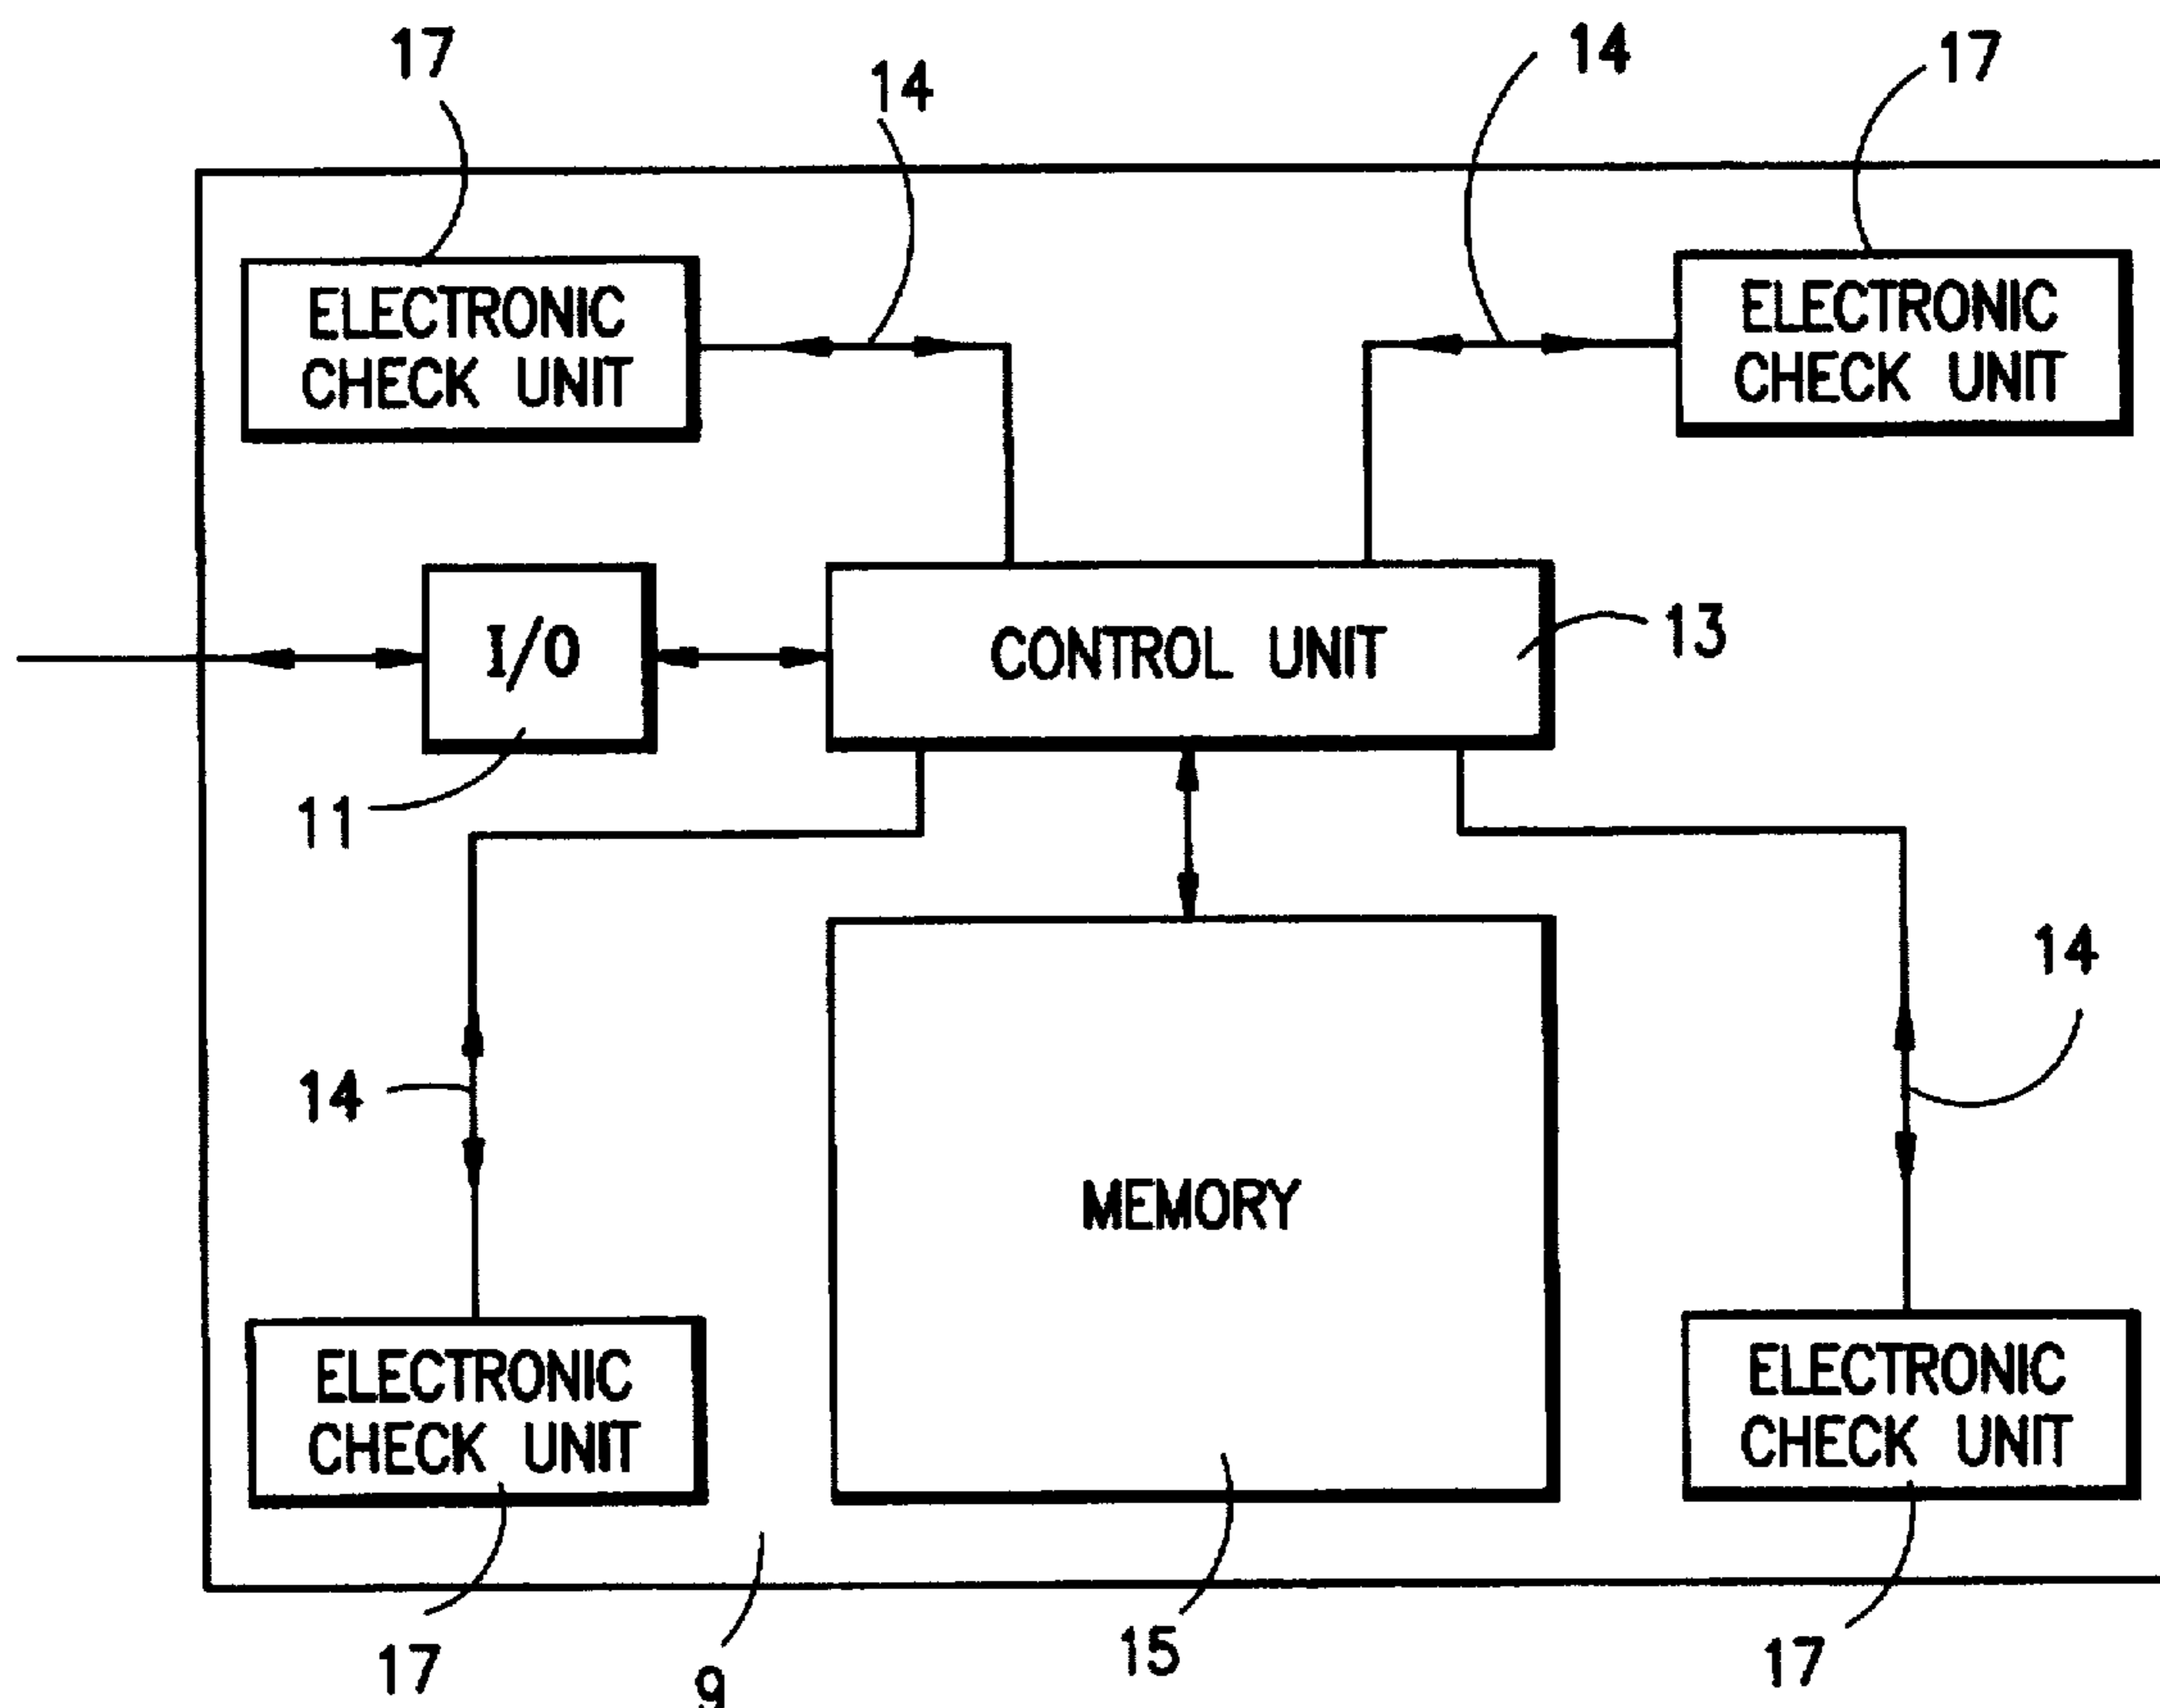 17
14
14
17
ELECTRONIC
CHECK UNIT
ELECTRONIC
CHECK UNIT
I/O
CONTROL UNIT
13
11
14
14
MEMORY
ELECTRONIC
CHECK UNIT
ELECTRONIC
CHECK UNIT
17
9
15
17